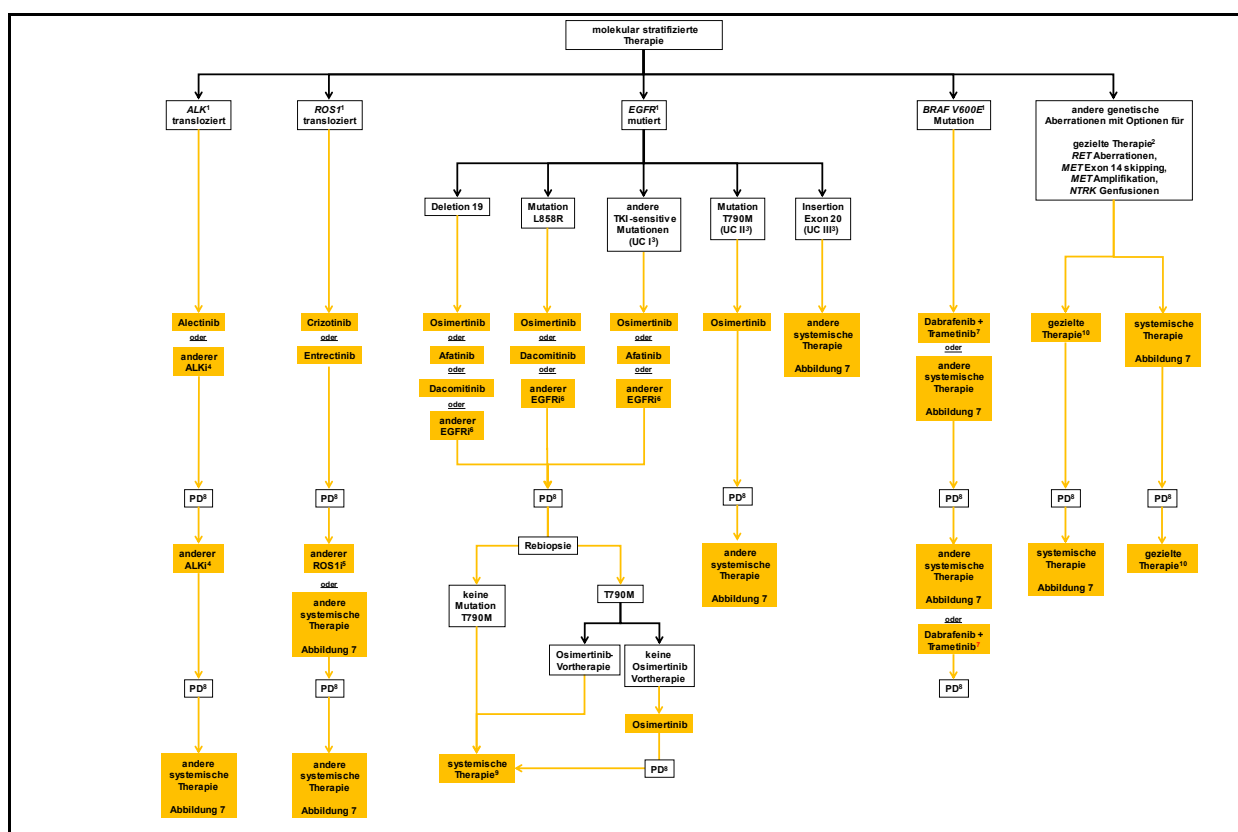 molekular stratifizierte
Therapie
ALK¹
transloziert
ROS1¹
transloziert
EGFR¹
mutiert
BRAF V600E¹
Mutation
andere genetische
Aberrationen mit Optionen für
gezielte Therapie²
RET Aberrationen,
MET Exon 14 skipping,
MET Amplifikation,
NTRK Genfusionen
Deletion 19
Mutation
L858R
andere
TKI-sensitive
Mutationen
(UC I³)
Mutation
T790M
(UC II³)
Insertion
Exon 20
(UC III³)
Alectinib
oder
anderer
ALKi⁴
Crizotinib
oder
Entrectinib
Osimertinib
oder
Afatinib
oder
Dacomitinib
oder
anderer
EGFRi⁶
Osimertinib
oder
Dacomitinib
oder
anderer
EGFRi⁶
Osimertinib
oder
Afatinib
oder
anderer
EGFRi⁶
Osimertinib
andere
systemische
Therapie
Abbildung 7
Dabrafenib +
Trametinib⁷
oder
andere
systemische
Therapie
Abbildung 7
gezielte
Therapie¹⁰
systemische
Therapie
Abbildung 7
PD⁸
PD⁸
PD⁸
PD⁸
PD⁸
PD⁸
PD⁸
anderer
ALKi⁴
anderer
ROS1i⁵
oder
andere
systemische
Therapie
Abbildung 7
Rebiopsie
andere
systemische
Therapie
Abbildung 7
andere
systemische
Therapie
Abbildung 7
oder
Dabrafenib +
Trametinib⁷
systemische
Therapie
Abbildung 7
gezielte
Therapie¹⁰
keine
Mutation
T790M
T790M
Osimertinib-
Vortherapie
keine
Osimertinib
Vortherapie
PD⁸
PD⁸
PD⁸
Osimertinib
andere
systemische
Therapie
Abbildung 7
andere
systemische
Therapie
Abbildung 7
systemische
Therapie⁹
PD⁸